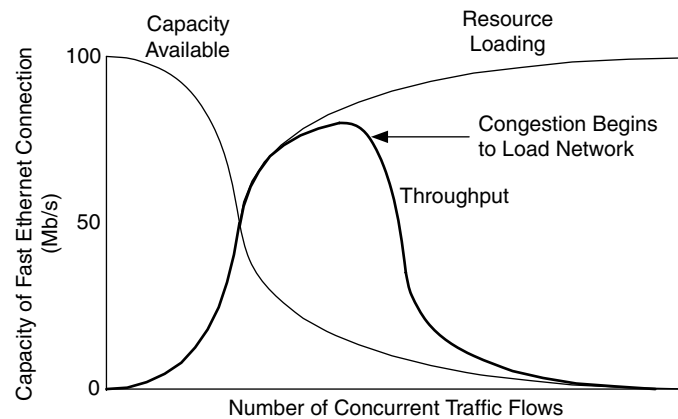 Capacity
Available
Resource
Loading
100
Congestion Begins
to Load Network
Throughput
50
Capacity of Fast Ethernet Connection
(Mb/s)
0
Number of Concurrent Traffic Flows